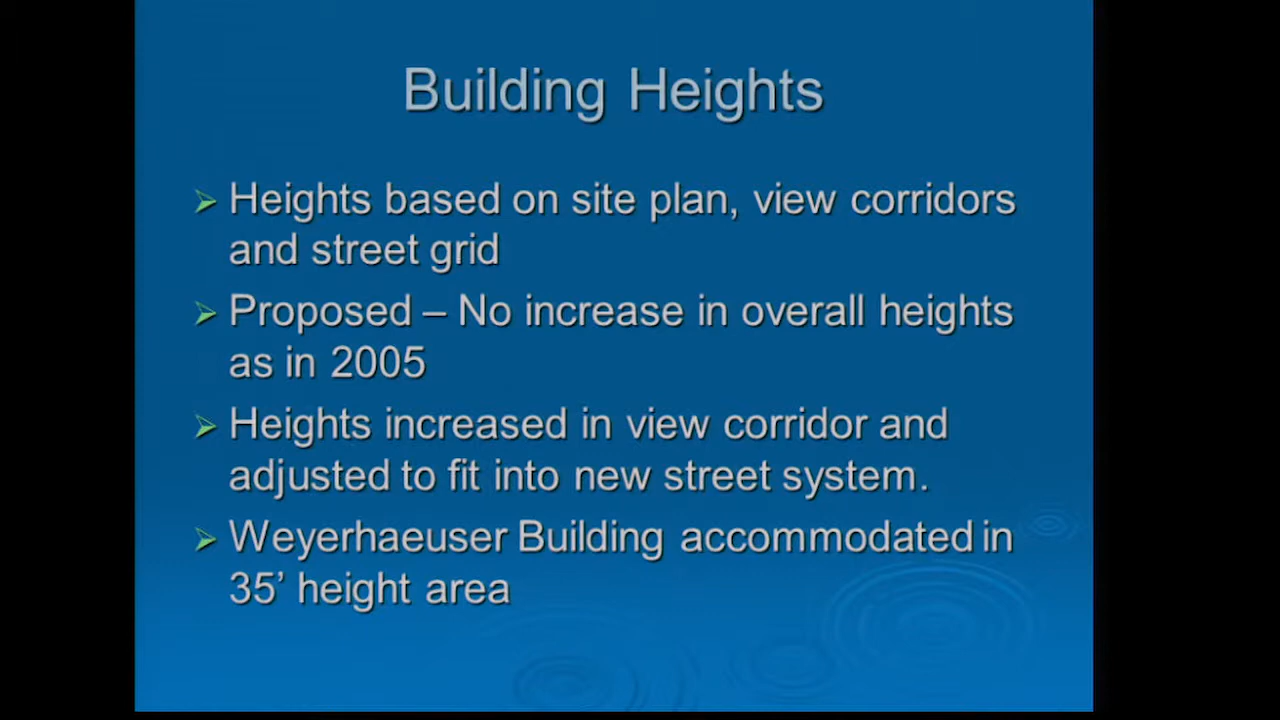 Building Heights
Heights based on site plan, view corridors
and street grid
Proposed – No increase in overall heights
as in 2005
Heights increased in view corridor and
adjusted to fit into new street system.
Weyerhaeuser Building accommodated in
35’ height area